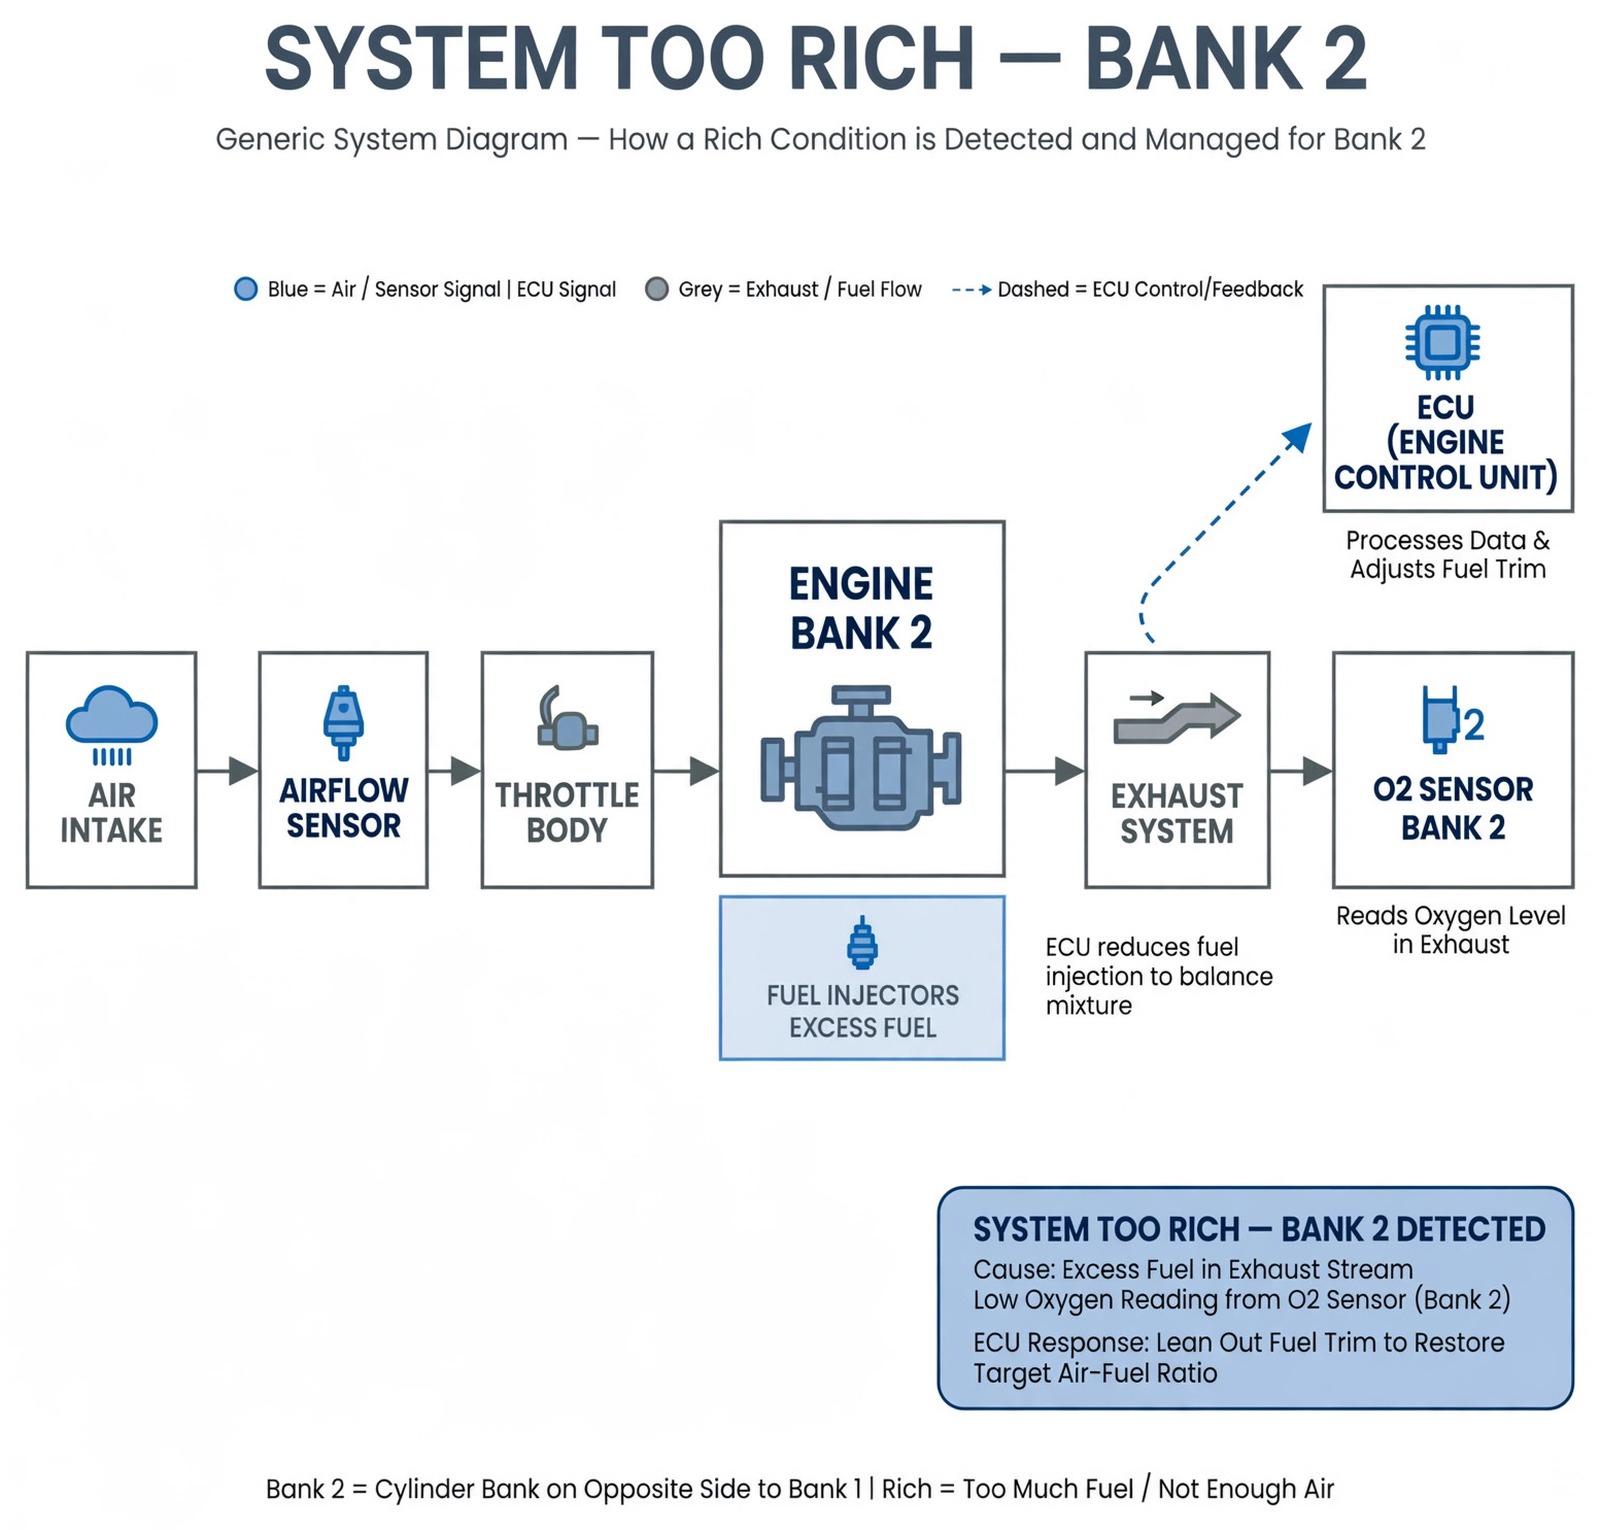 SYSTEM TOO RICH — BANK 2
Generic System Diagram — How a Rich Condition is Detected and Managed for Bank 2
Blue = Air / Sensor Signal | ECU Signal
Grey = Exhaust / Fuel Flow
Dashed = ECU Control/Feedback
ECU
(ENGINE
CONTROL UNIT)
Processes Data &
Adjusts Fuel Trim
AIR
INTAKE
AIRFLOW
SENSOR
THROTTLE
BODY
ENGINE
BANK 2
EXHAUST
SYSTEM
2
O2 SENSOR
BANK 2
Reads Oxygen Level
in Exhaust
FUEL INJECTORS
EXCESS FUEL
ECU reduces fuel
injection to balance
mixture
SYSTEM TOO RICH — BANK 2 DETECTED
Cause: Excess Fuel in Exhaust Stream
Low Oxygen Reading from O2 Sensor (Bank 2)
ECU Response: Lean Out Fuel Trim to Restore
Target Air-Fuel Ratio
Bank 2 = Cylinder Bank on Opposite Side to Bank 1 | Rich = Too Much Fuel / Not Enough Air